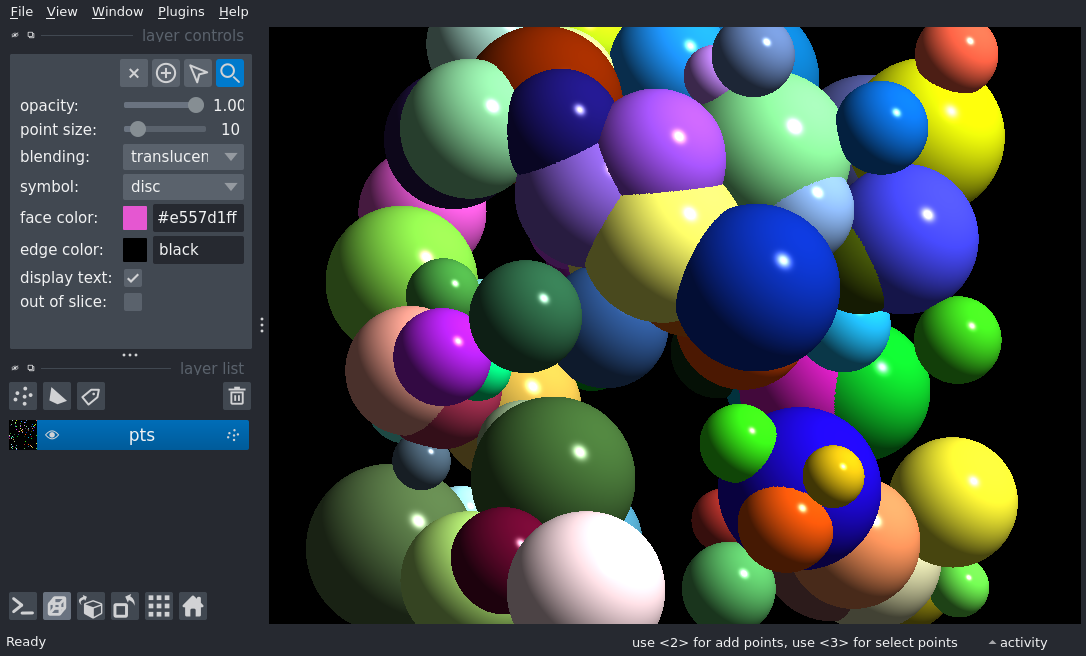 File View Window Plugins Help
layer controls
opacity: 1.00
point size: 10
blending: translucen
symbol: disc
face color: #e557d1ff
edge color: black
display text:
out of slice:
layer list
pts
Ready use <2> for add points, use <3> for select points activity